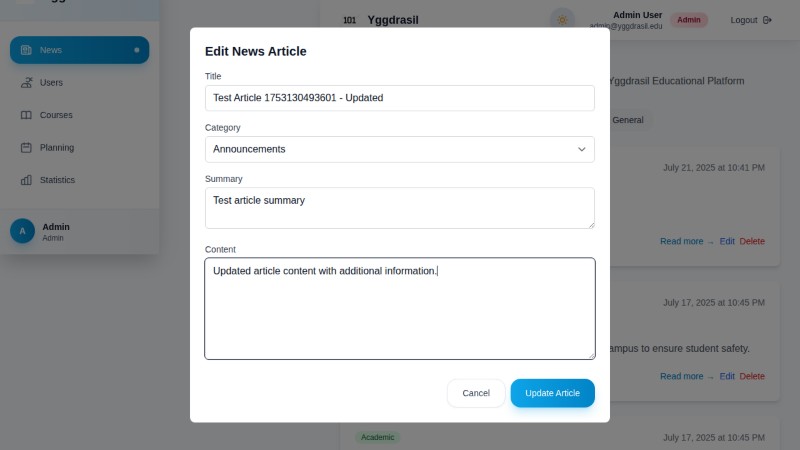 101 Yggdrasil
Admin User
admin@yggdrasil.edu
Admin
Logout
News
Users
Courses
Planning
Statistics
A
Admin
Admin
Edit News Article
Title
Test Article 1753130493601 - Updated
Category
Announcements
Summary
Test article summary
Content
Updated article content with additional information.
Cancel
Update Article
Yggdrasil Educational Platform
General
July 21, 2025 at 10:41 PM
Read more → Edit Delete
July 17, 2025 at 10:45 PM
ampus to ensure student safety.
Read more → Edit Delete
Academic
July 17, 2025 at 10:45 PM